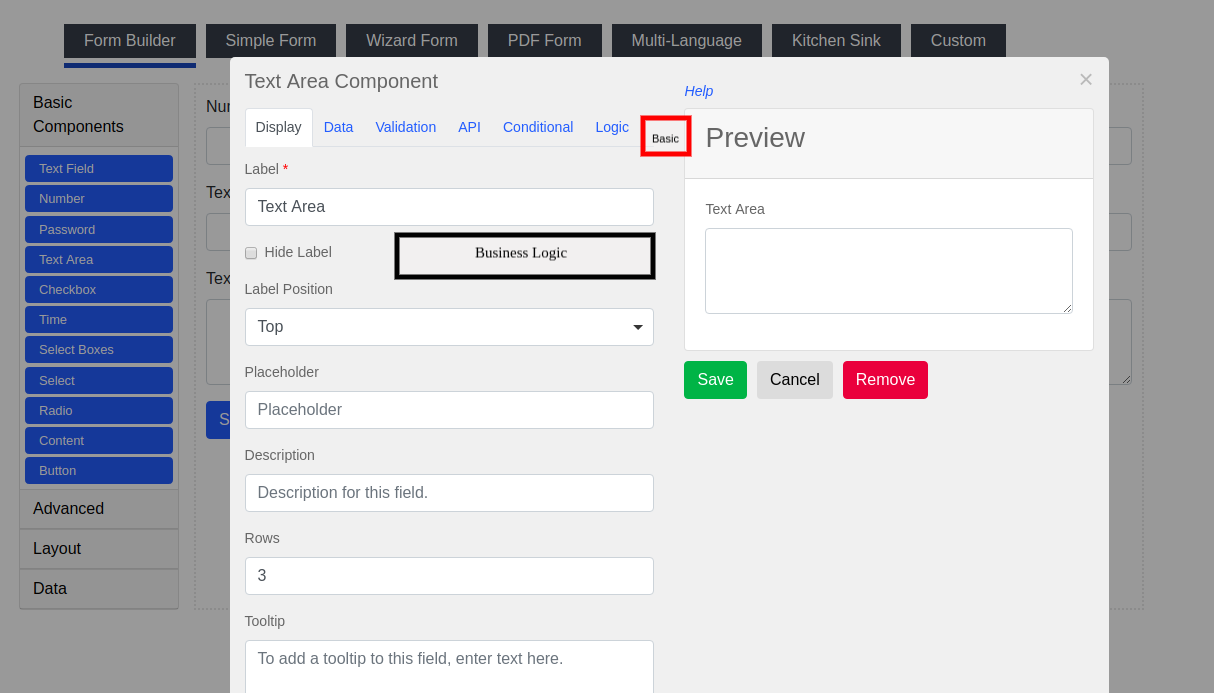 Form Builder
Simple Form
Wizard Form
PDF Form
Multi-Language
Kitchen Sink
Custom
Basic
Components
Text Field
Number
Password
Text Area
Checkbox
Time
Select Boxes
Select
Radio
Content
Button
Advanced
Layout
Data
Text Area Component
×
Help
Display
Data
Validation
API
Conditional
Logic
Basic
Label *
Text Area
Hide Label
Business Logic
Label Position
Top
Placeholder
Placeholder
Description
Description for this field.
Rows
3
Tooltip
To add a tooltip to this field, enter text here.
Preview
Text Area
Save
Cancel
Remove